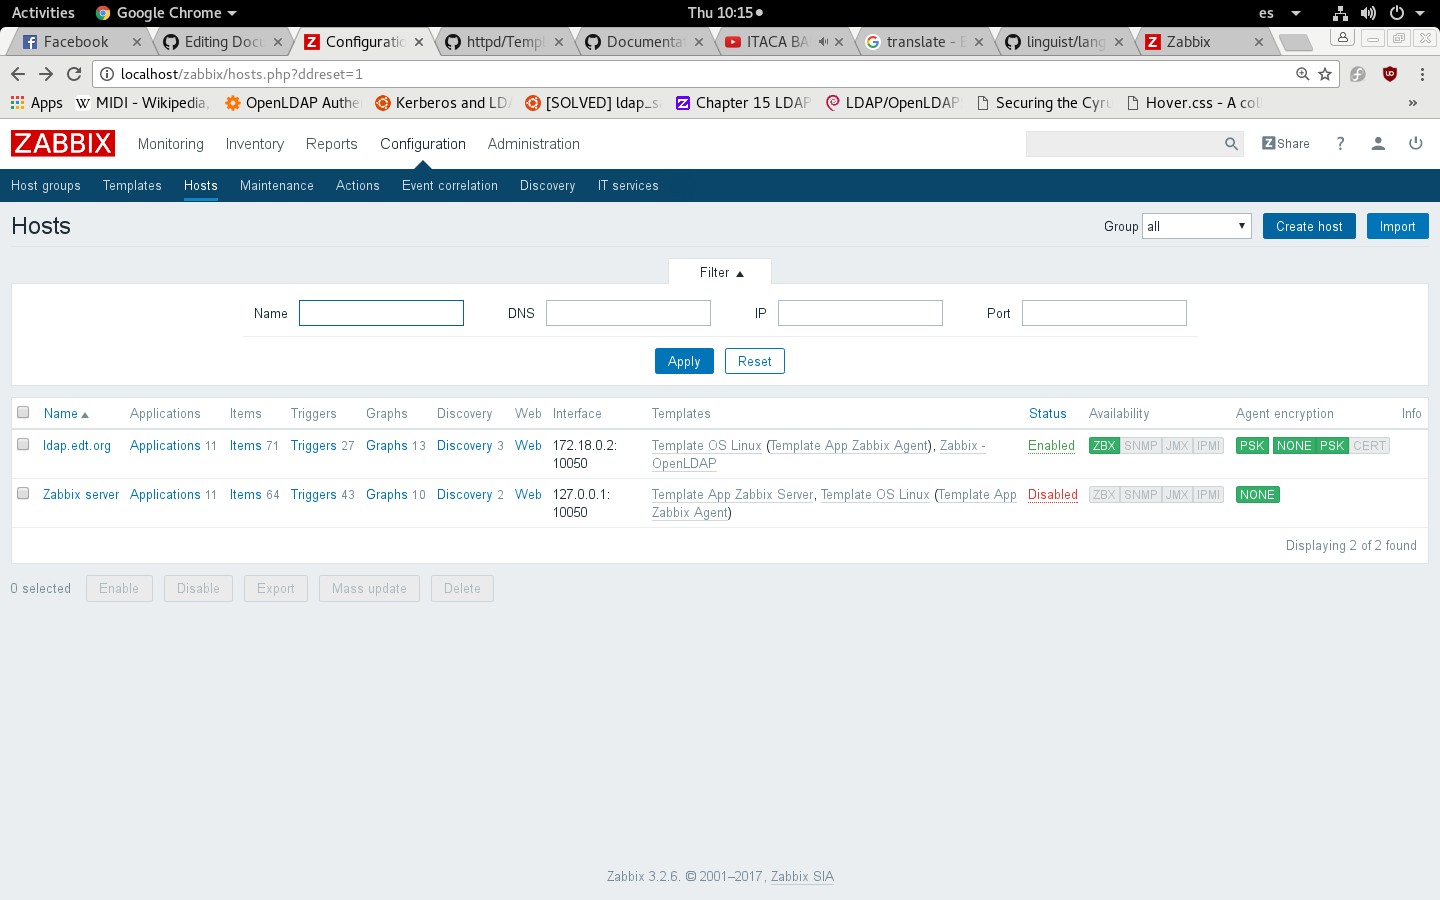 Activities Google Chrome Thu 10:15 es
Facebook Editing Docu Configuratio httpd/Templ Documenta ITACA BA translate - E linguist/lang Zabbix
localhost/zabbix/hosts.php?ddreset=1
Apps MIDI - Wikipedia, OpenLDAP Authe Kerberos and LDA [SOLVED] ldap_sa Chapter 15 LDAP LDAP/OpenLDAP Securing the Cyru Hover.css - A coll »
ZABBIX Monitoring Inventory Reports Configuration Administration Z Share ?
Host groups Templates Hosts Maintenance Actions Event correlation Discovery IT services
Hosts Group all Create host Import
Filter
Name DNS IP Port
Apply Reset
Name Applications Items Triggers Graphs Discovery Web Interface Templates Status Availability Agent encryption Info
ldap.edt.org Applications 11 Items 71 Triggers 27 Graphs 13 Discovery 3 Web 172.18.0.2: Template OS Linux (Template App Zabbix Agent), Zabbix - Enabled ZBX SNMP JMX IPMI PSK NONE PSK CERT
10050 OpenLDAP
Zabbix server Applications 11 Items 64 Triggers 43 Graphs 10 Discovery 2 Web 127.0.0.1: Template App Zabbix Server, Template OS Linux (Template App Disabled ZBX SNMP JMX IPMI NONE
10050 Zabbix Agent)
Displaying 2 of 2 found
0 selected Enable Disable Export Mass update Delete
Zabbix 3.2.6. © 2001–2017, Zabbix SIA